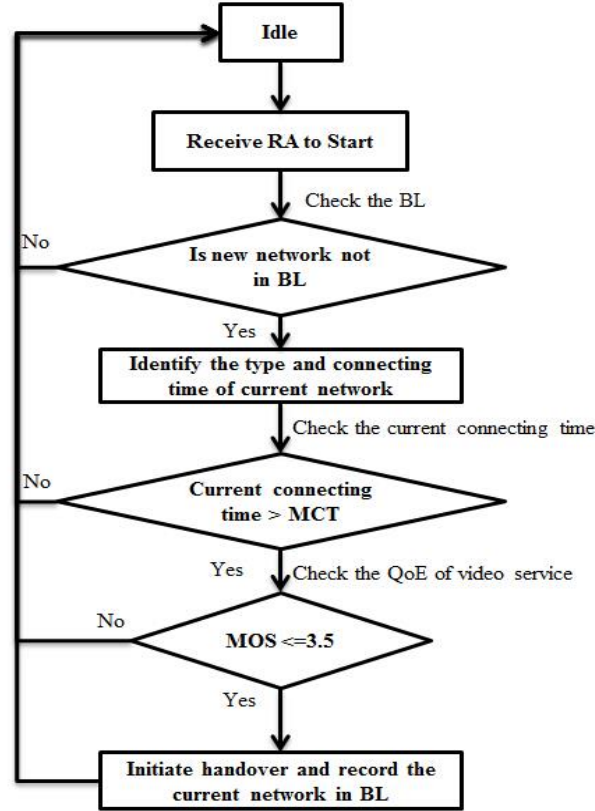 Idle
Receive RA to Start
Check the BL
No
Is new network not
in BL
Yes
Identify the type and connecting
time of current network
Check the current connecting time
No
Current connecting
time > MCT
Yes
Check the QoE of video service
No
MOS <=3.5
Yes
Initiate handover and record the
current network in BL